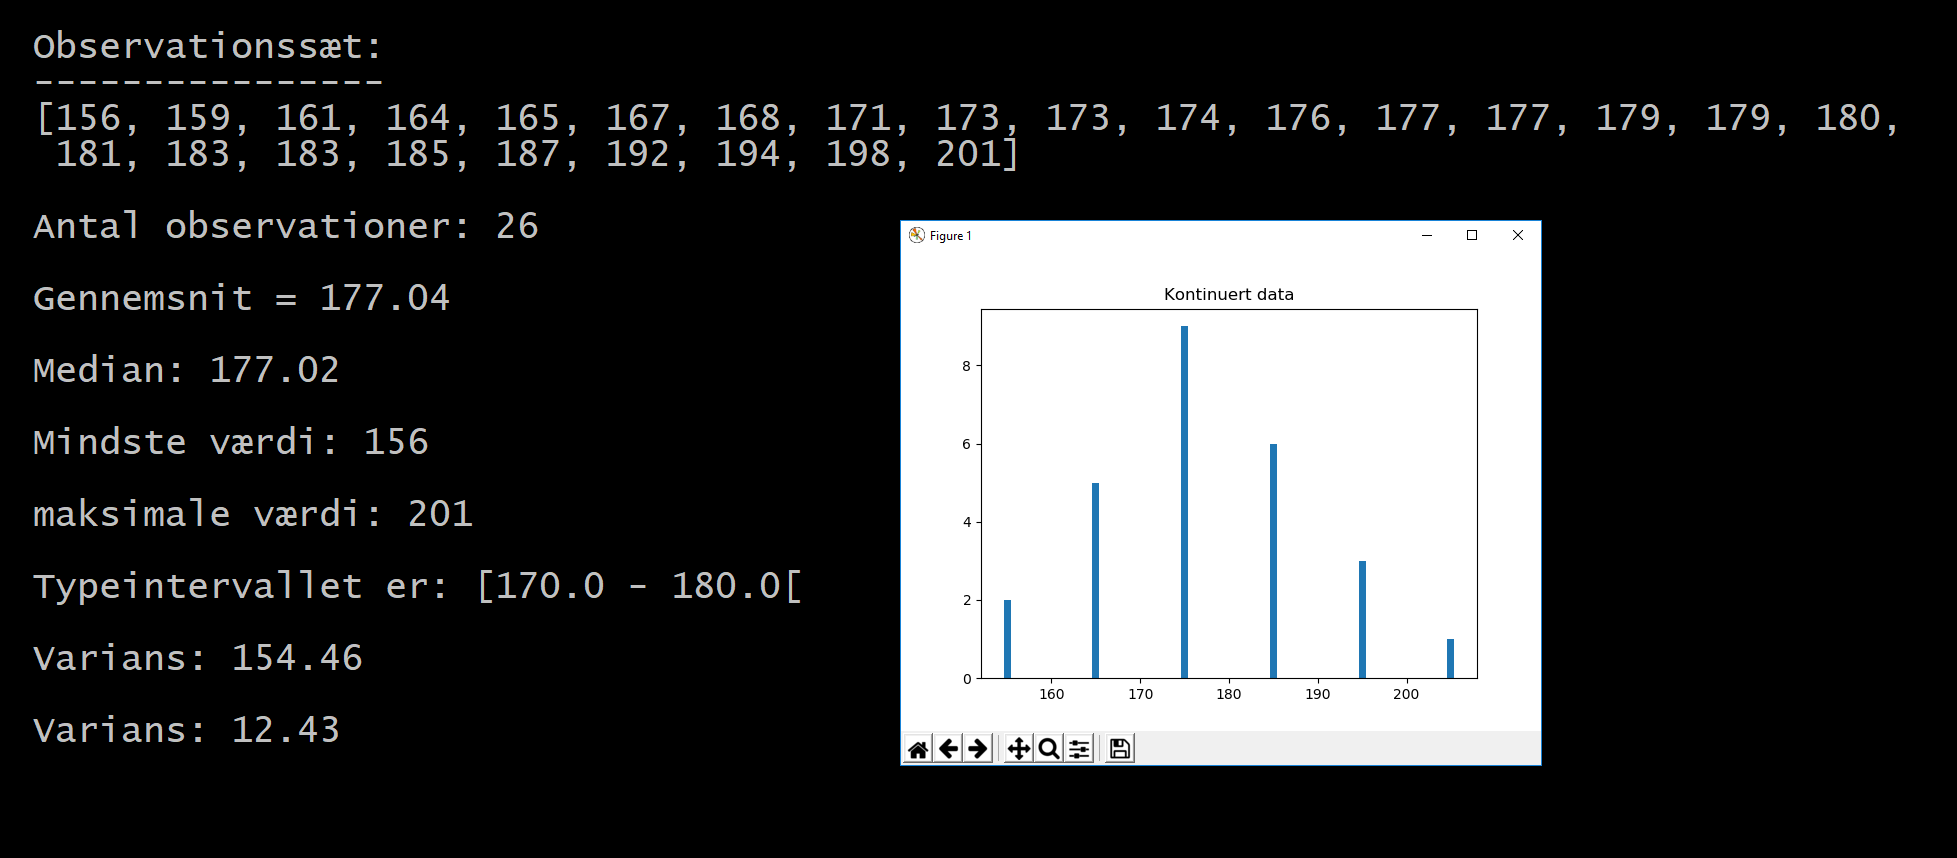 Observationssæt:
----------------
[156, 159, 161, 164, 165, 167, 168, 171, 173, 173, 174, 176, 177, 177, 179, 179, 180,
181, 183, 183, 185, 187, 192, 194, 198, 201]
Antal observationer: 26
Gennemsnit = 177.04
Median: 177.02
Mindste værdi: 156
maksimale værdi: 201
Typeintervallet er: [170.0 - 180.0[
Varians: 154.46
Varians: 12.43
Figure 1
Kontinuert data
8
6
4
2
0
160 170 180 190 200